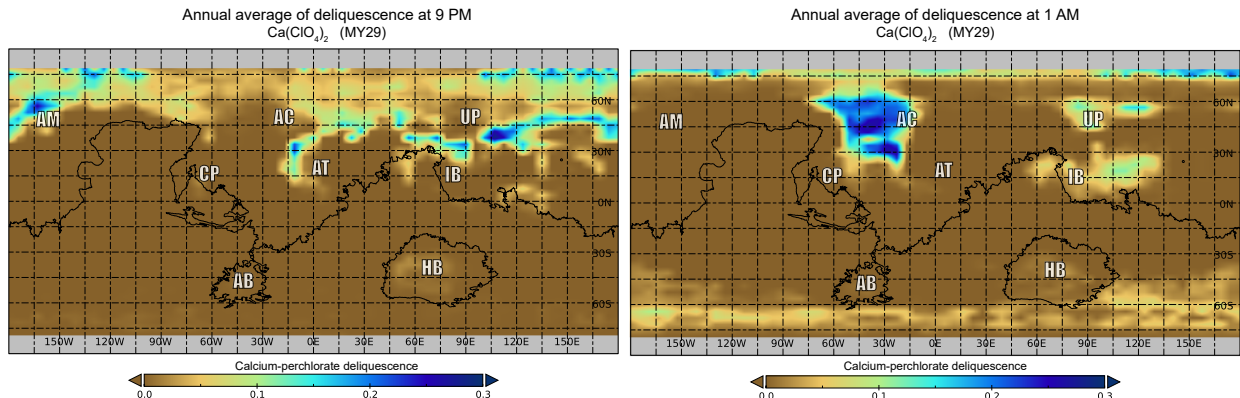 Annual average of deliquescence at 9 PM
Ca(ClO₄)₂ (MY29)
60N
AM
AC
UP
30N
CP
AT
IB
0N
30S
AB
HB
60S
150W 120W 90W 60W 30W 0E 30E 60E 90E 120E 150E
Calcium-perchlorate deliquescence
0.0 0.1 0.2 0.3
Annual average of deliquescence at 1 AM
Ca(ClO₄)₂ (MY29)
60N
AM
AC
UP
30N
CP
AT
IB
0N
30S
AB
HB
60S
150W 120W 90W 60W 30W 0E 30E 60E 90E 120E 150E
Calcium-perchlorate deliquescence
0.0 0.1 0.2 0.3